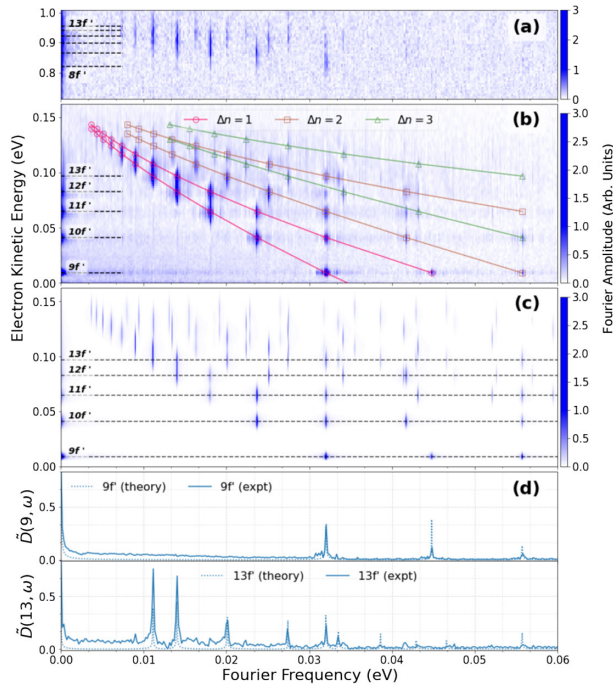 1.0
0.9
0.8
13f '
8f '
(a)
3
2
1
0
0.15
0.10
0.05
0.00
Δn = 1
Δn = 2
Δn = 3
(b)
13f '
12f '
11f '
10f '
9f '
3.0
2.5
2.0
1.5
1.0
0.5
0.0
Electron Kinetic Energy (eV)
Fourier Amplitude (Arb. Units)
0.15
0.10
0.05
0.00
(c)
13f '
12f '
11f '
10f '
9f '
3.0
2.5
2.0
1.5
1.0
0.5
0.0
D̃(9, ω)
0.5
0.0
9f' (theory)
9f' (expt)
(d)
D̃(13, ω)
0.5
0.0
13f' (theory)
13f' (expt)
0.00
0.01
0.02
0.03
0.04
0.05
0.06
Fourier Frequency (eV)